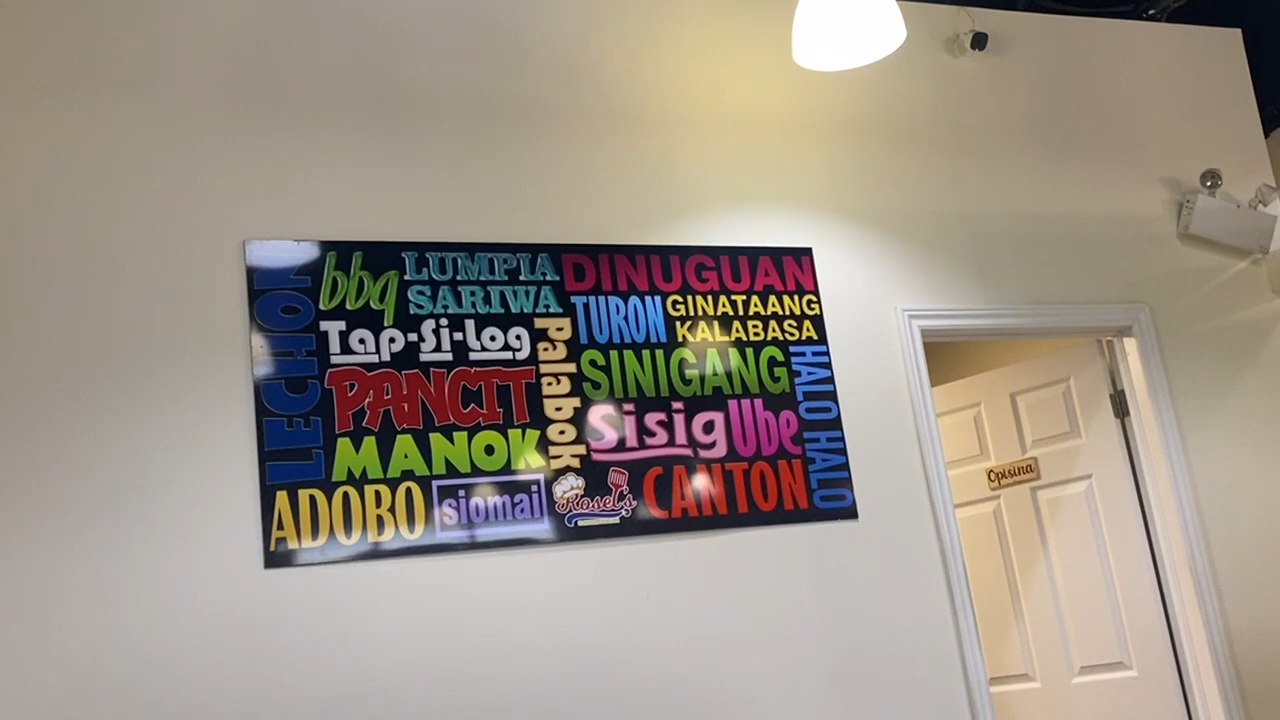 LECHON
bbq
LUMPIA
SARIWA
DINUGUAN
TURON
GINATAANG
KALABASA
Tap-Si-Log
Palabok
SINIGANG
HALO HALO
PANCIT
Sisig
Ube
MANOK
ADOBO
siomai
Rosel's
CANTON
Opisina